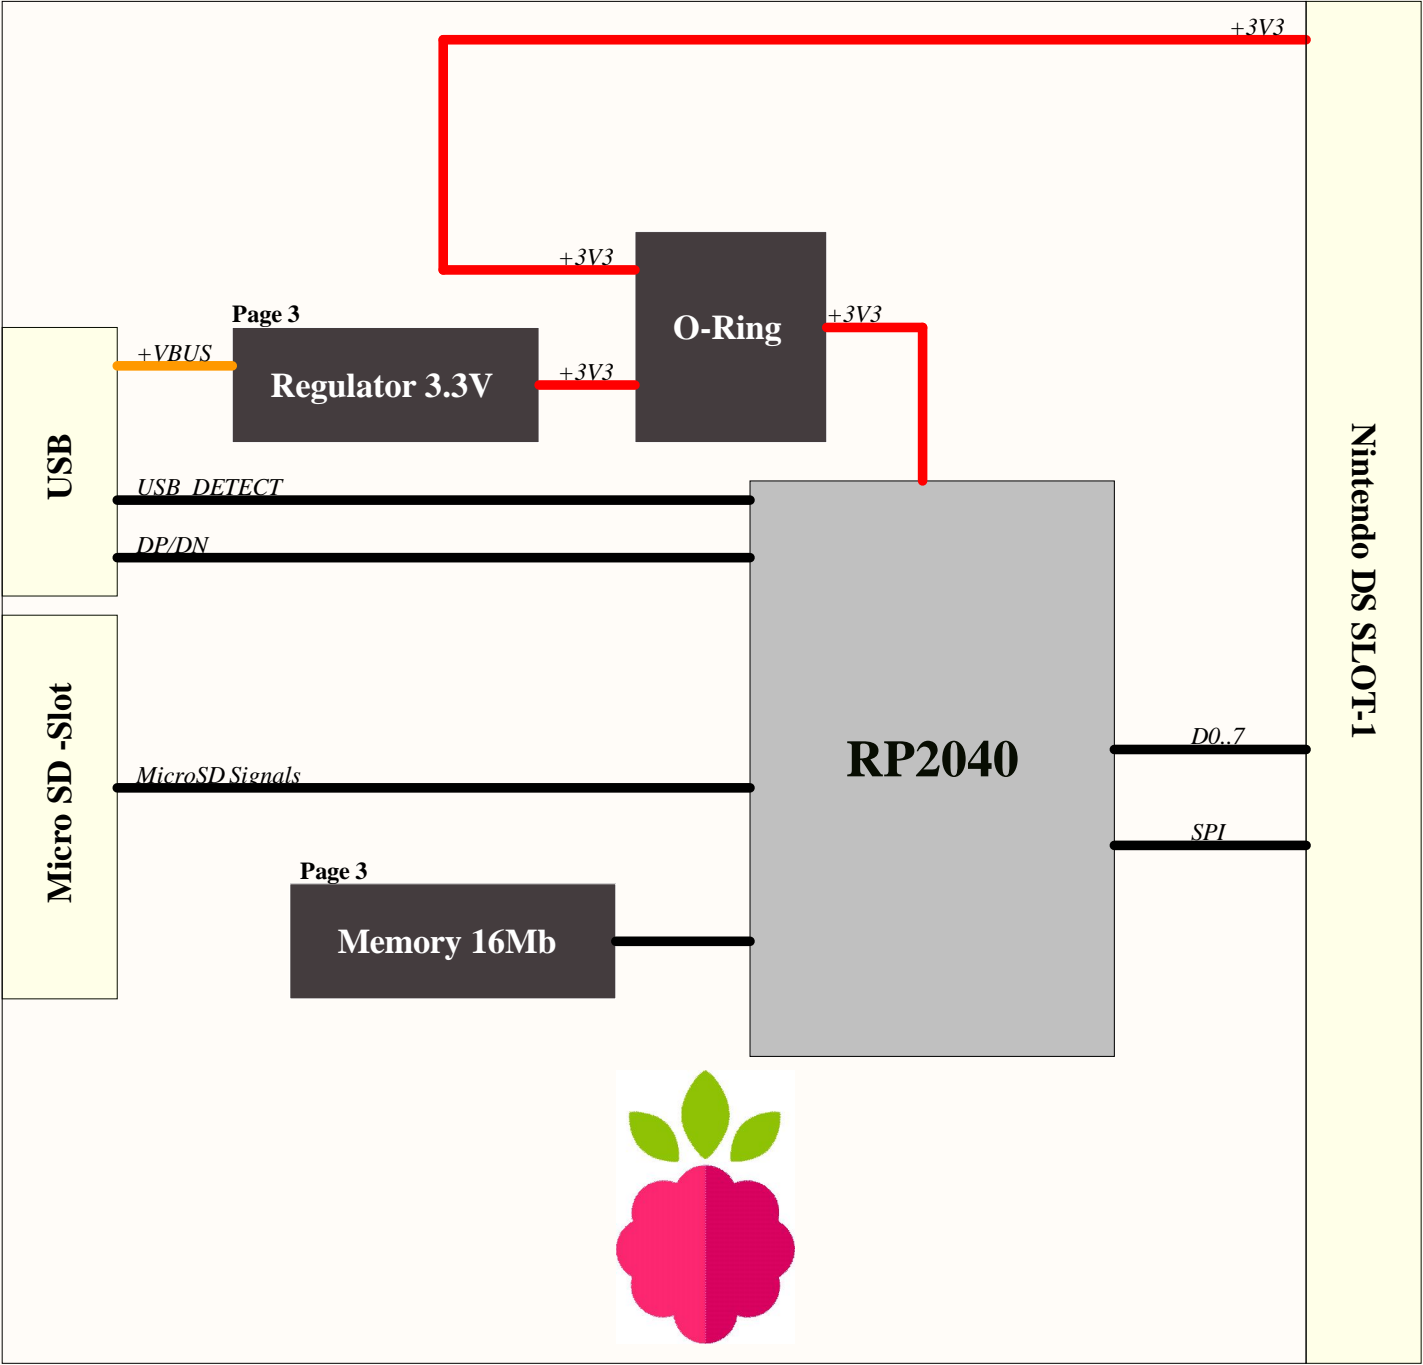 +3V3
+3V3
O-Ring
+3V3
Page 3
+VBUS
Regulator 3.3V
+3V3
USB
USB_DETECT
DP/DN
Nintendo DS SLOT-1
Micro SD -Slot
MicroSD Signals
RP2040
D0..7
SPI
Page 3
Memory 16Mb